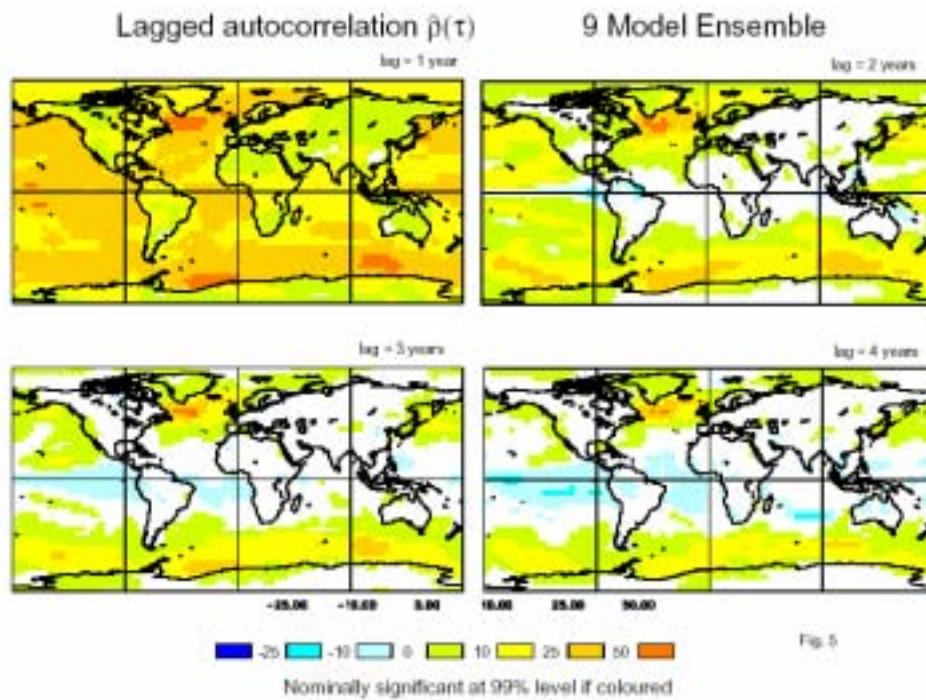 Lagged autocorrelation ρ̂(τ) 9 Model Ensemble
lag = 1 year lag = 2 years
lag = 3 years lag = 4 years
-25.00 -10.00 0.00 10.00 25.00 50.00
-25 -10 0 10 25 50
Fig. 5
Nominally significant at 99% level if coloured